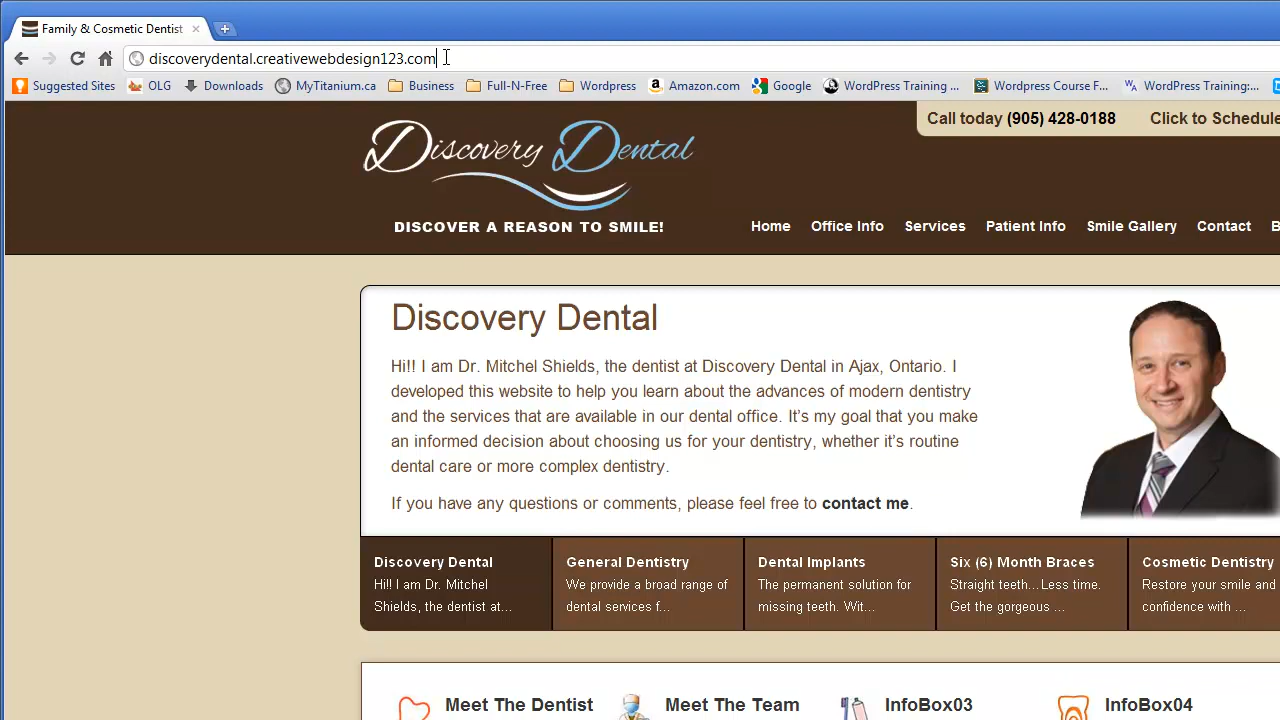 Family & Cosmetic Dentist
discoverydental.creativewebdesign123.com
Suggested Sites OLG Downloads MyTitanium.ca Business Full-N-Free Wordpress Amazon.com Google WordPress Training ... Wordpress Course F... WordPress Training:...
Call today (905) 428-0188 Click to Schedule
Discovery Dental
DISCOVER A REASON TO SMILE!
Home Office Info Services Patient Info Smile Gallery Contact B
Discovery Dental
Hi!! I am Dr. Mitchel Shields, the dentist at Discovery Dental in Ajax, Ontario. I
developed this website to help you learn about the advances of modern dentistry
and the services that are available in our dental office. It’s my goal that you make
an informed decision about choosing us for your dentistry, whether it’s routine
dental care or more complex dentistry.
If you have any questions or comments, please feel free to contact me.
Discovery Dental
Hi!! I am Dr. Mitchel
Shields, the dentist at...
General Dentistry
We provide a broad range of
dental services f...
Dental Implants
The permanent solution for
missing teeth. Wit...
Six (6) Month Braces
Straight teeth...Less time.
Get the gorgeous ...
Cosmetic Dentistry
Restore your smile and
confidence with ...
Meet The Dentist Meet The Team InfoBox03 InfoBox04